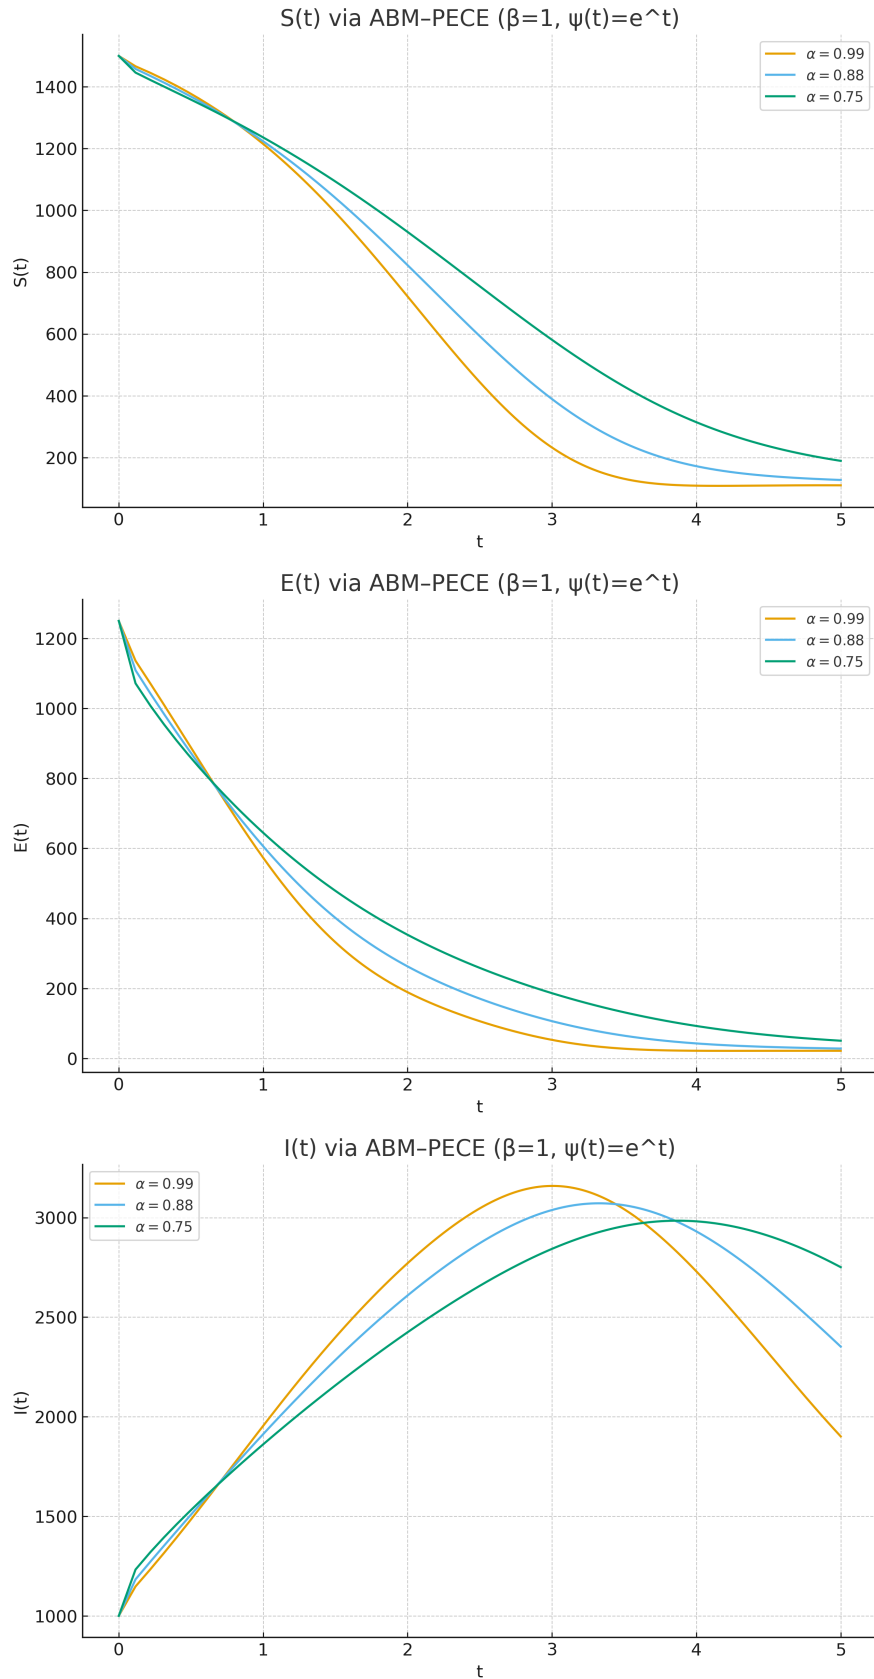 S(t) via ABM–PECE (β=1, ψ(t)=e^t)
α = 0.99
α = 0.88
α = 0.75
1400
1200
1000
800
600
400
200
S(t)
0 1 2 3 4 5
t
E(t) via ABM–PECE (β=1, ψ(t)=e^t)
α = 0.99
α = 0.88
α = 0.75
1200
1000
800
600
400
200
0
E(t)
0 1 2 3 4 5
t
I(t) via ABM–PECE (β=1, ψ(t)=e^t)
α = 0.99
α = 0.88
α = 0.75
3000
2500
2000
1500
1000
I(t)
0 1 2 3 4 5
t